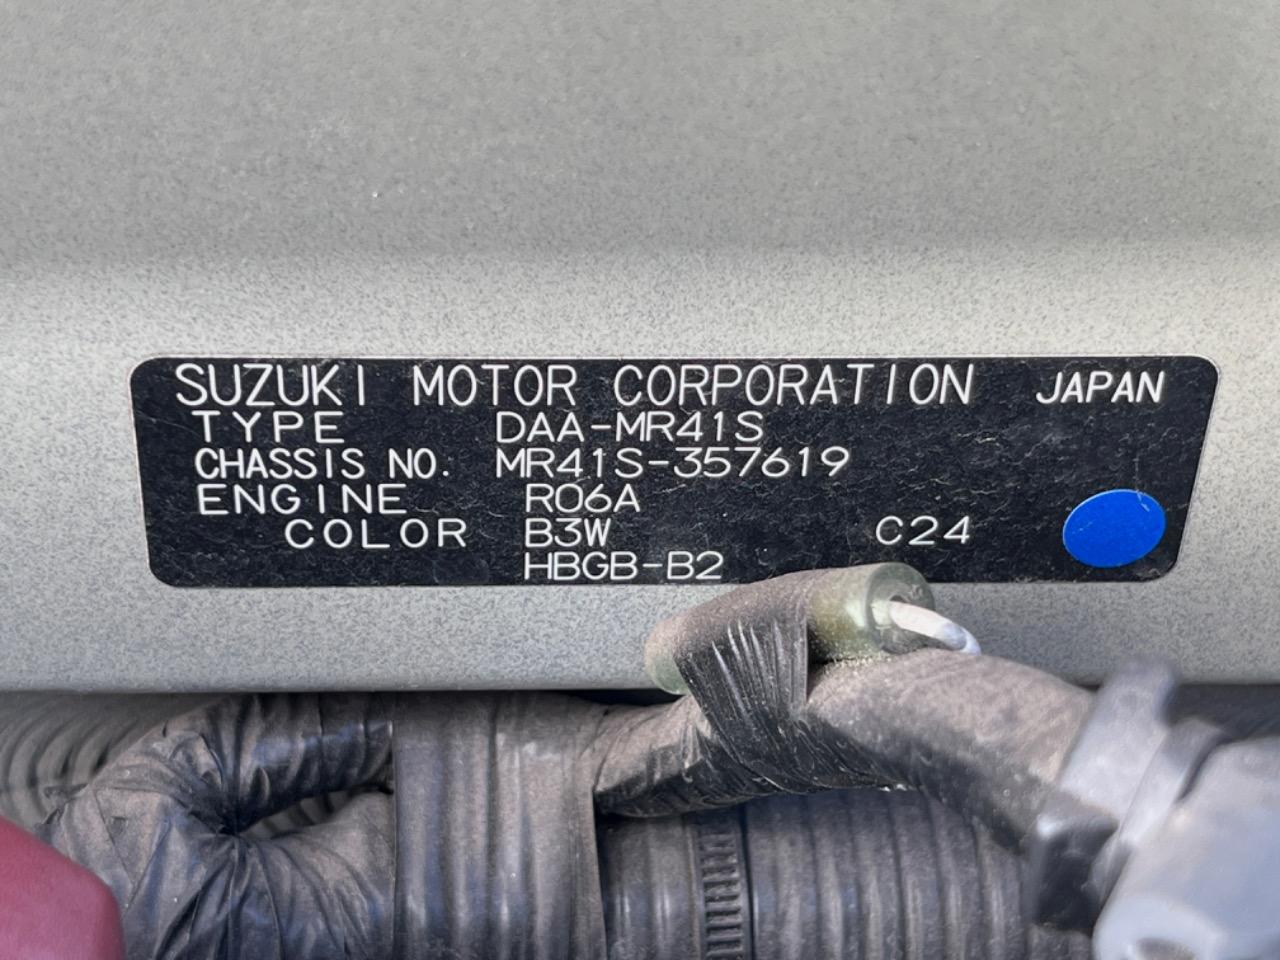 SUZUKI MOTOR CORPORATION JAPAN
TYPE DAA-MR41S
CHASSIS NO. MR41S-357619
ENGINE R06A
COLOR B3W C24
HBGB-B2